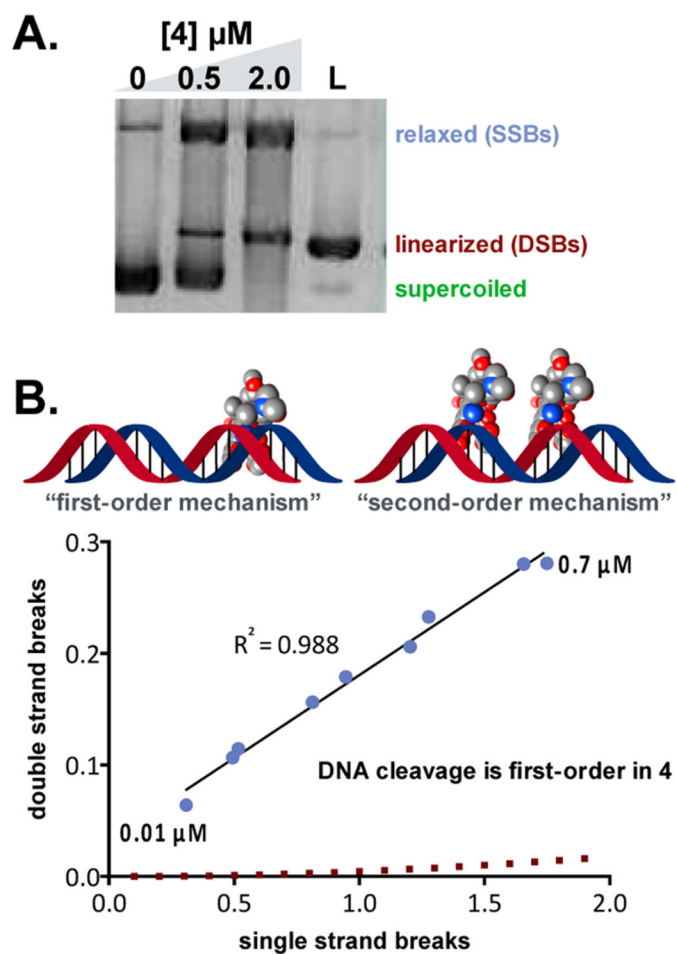 A.
[4] µM
0 0.5 2.0 L
relaxed (SSBs)
linearized (DSBs)
supercoiled
B.
“first-order mechanism” “second-order mechanism”
0.3
0.2
0.1
0.0
double strand breaks
0.7 µM
R² = 0.988
DNA cleavage is first-order in 4
0.01 µM
0.0 0.5 1.0 1.5 2.0
single strand breaks